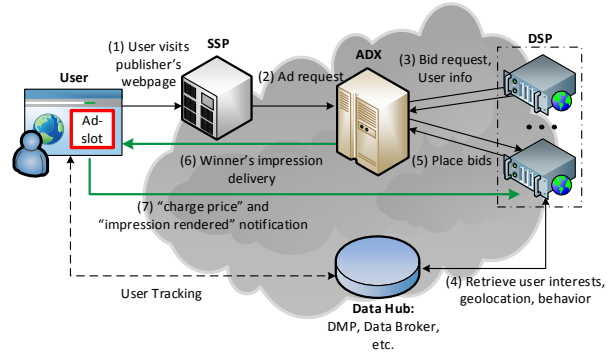 (1) User visits
publisher's
webpage
SSP
ADX
DSP
User
(2) Ad request
(3) Bid request,
User info
Ad-
slot
(6) Winner's impression
delivery
(5) Place bids
(7) "charge price" and
"impression rendered" notification
User Tracking
(4) Retrieve user interests,
geolocation, behavior
Data Hub:
DMP, Data Broker,
etc.